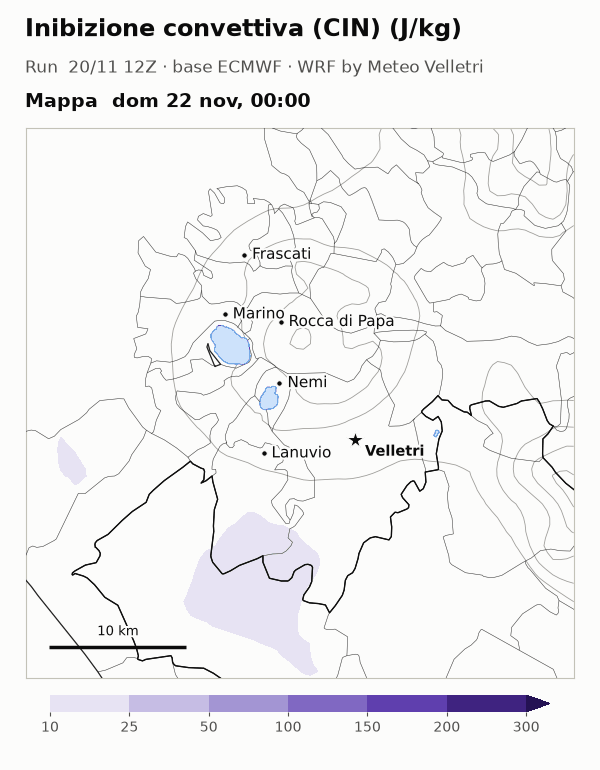 Inibizione convettiva (CIN) (J/kg)
Run  20/11 12Z · base ECMWF · WRF by Meteo Velletri
Mappa  dom 22 nov, 00:00
Frascati
Marino
Rocca di Papa
Nemi
Velletri
Lanuvio
10 km
10 25 50 100 150 200 300